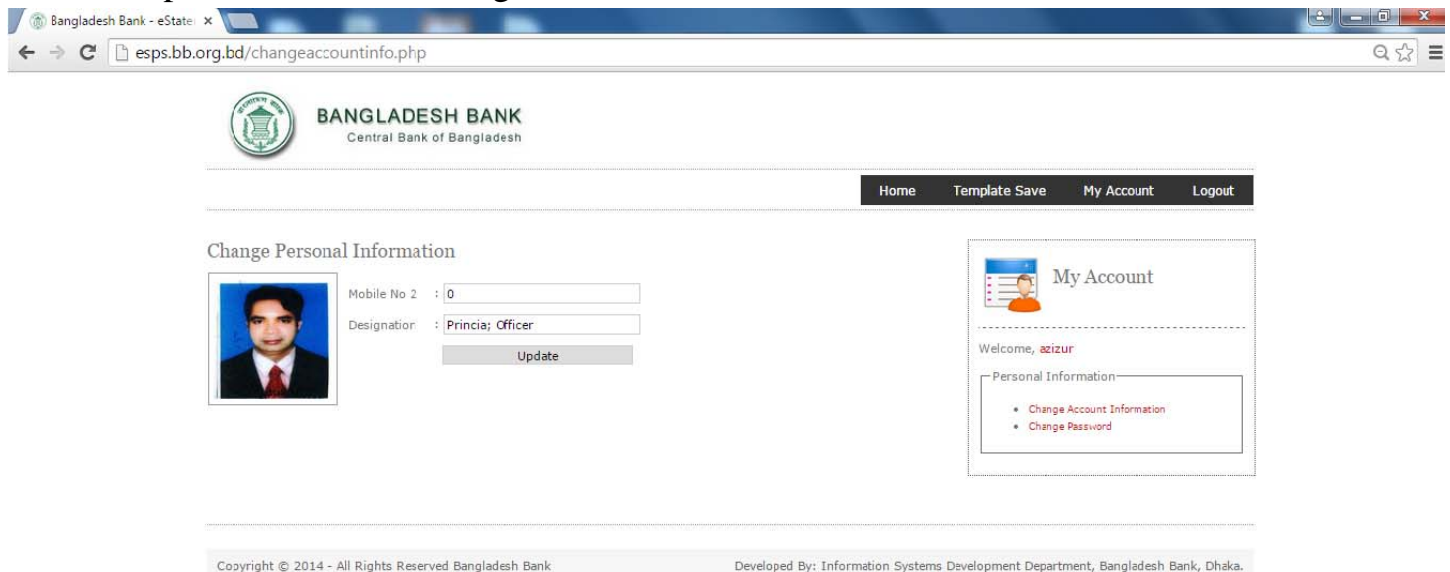 Bangladesh Bank - eState
esps.bb.org.bd/changeaccountinfo.php
BANGLADESH BANK
Central Bank of Bangladesh
Home Template Save My Account Logout
Change Personal Information
Mobile No 2 : 0
Designation : Princia; Officer
Update
My Account
Welcome, azizur
Personal Information
• Change Account Information
• Change Password
Copyright © 2014 - All Rights Reserved Bangladesh Bank
Developed By: Information Systems Development Department, Bangladesh Bank, Dhaka.